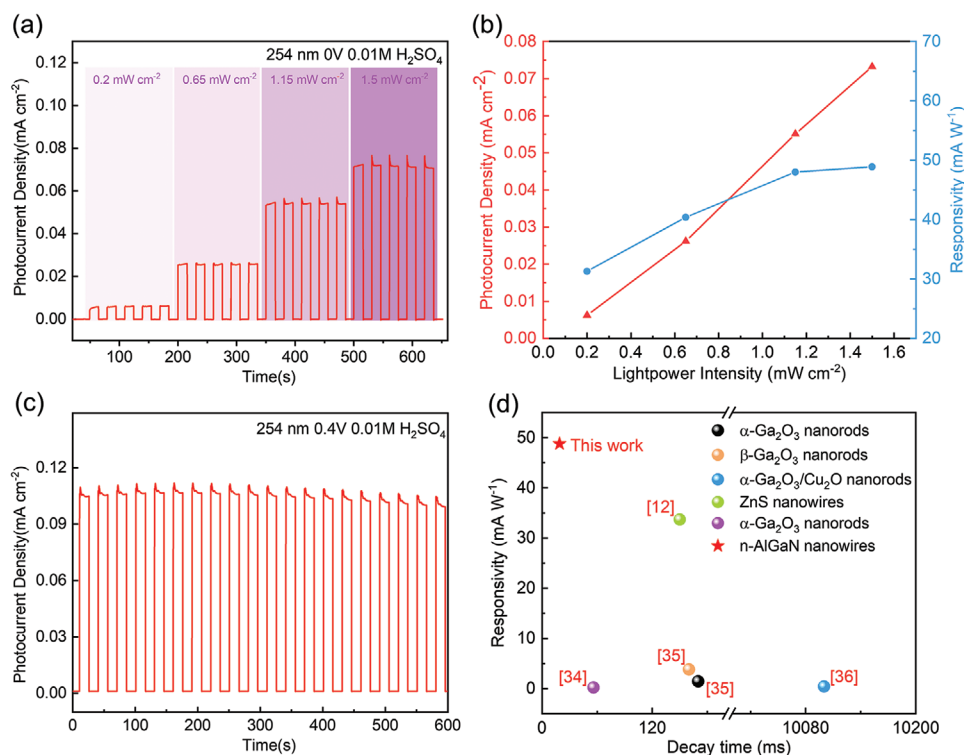 (a)
254 nm 0V 0.01M H₂SO₄
0.2 mW cm⁻²
0.65 mW cm⁻²
1.15 mW cm⁻²
1.5 mW cm⁻²
Photocurrent Density(mA cm⁻²)
0.12
0.10
0.08
0.06
0.04
0.02
0.00
100 200 300 400 500 600
Time(s)
(b)
Photocurrent Density (mA cm⁻²)
0.08
0.07
0.06
0.05
0.04
0.03
0.02
0.01
0.00
70
60
50
40
30
20
Responsivity (mA W⁻¹)
0.0 0.2 0.4 0.6 0.8 1.0 1.2 1.4 1.6
Lightpower Intensity (mW cm⁻²)
(c)
254 nm 0.4V 0.01M H₂SO₄
Photocurrent Density(mA cm⁻²)
0.15
0.12
0.09
0.06
0.03
0.00
0 100 200 300 400 500 600
Time(s)
(d)
Responsivity (mA W⁻¹)
50
40
30
20
10
0
This work
[12]
[34]
[35]
[35]
[36]
α-Ga₂O₃ nanorods
β-Ga₂O₃ nanorods
α-Ga₂O₃/Cu₂O nanorods
ZnS nanowires
α-Ga₂O₃ nanorods
n-AlGaN nanowires
0 120 10080 10200
Decay time (ms)